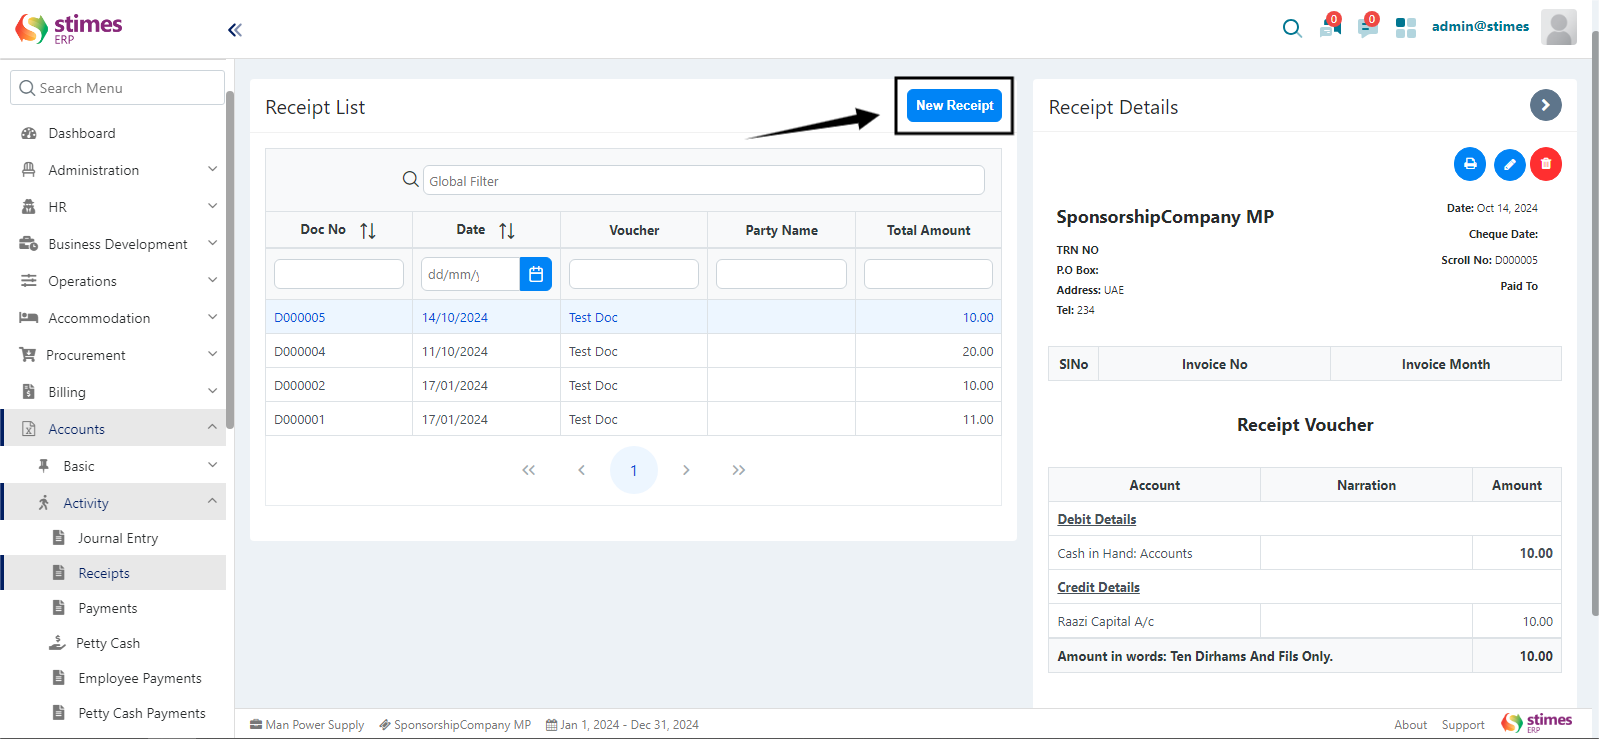 stimes
ERP
0
0
admin@stimes
Search Menu
Dashboard
Administration
HR
Business Development
Operations
Accommodation
Procurement
Billing
Accounts
Basic
Activity
Journal Entry
Receipts
Payments
Petty Cash
Employee Payments
Petty Cash Payments
Receipt List
New Receipt
Global Filter
Doc No Date Voucher Party Name Total Amount
dd/mm/y
D000005 14/10/2024 Test Doc 10.00
D000004 11/10/2024 Test Doc 20.00
D000002 17/01/2024 Test Doc 10.00
D000001 17/01/2024 Test Doc 11.00
1
Receipt Details
SponsorshipCompany MP
TRN NO
P.O Box:
Address: UAE
Tel: 234
Date: Oct 14, 2024
Cheque Date:
Scroll No: D000005
Paid To
SlNo Invoice No Invoice Month
Receipt Voucher
Account Narration Amount
Debit Details
Cash in Hand: Accounts 10.00
Credit Details
Raazi Capital A/c 10.00
Amount in words: Ten Dirhams And Fils Only. 10.00
Man Power Supply SponsorshipCompany MP Jan 1, 2024 - Dec 31, 2024
About Support stimes
ERP